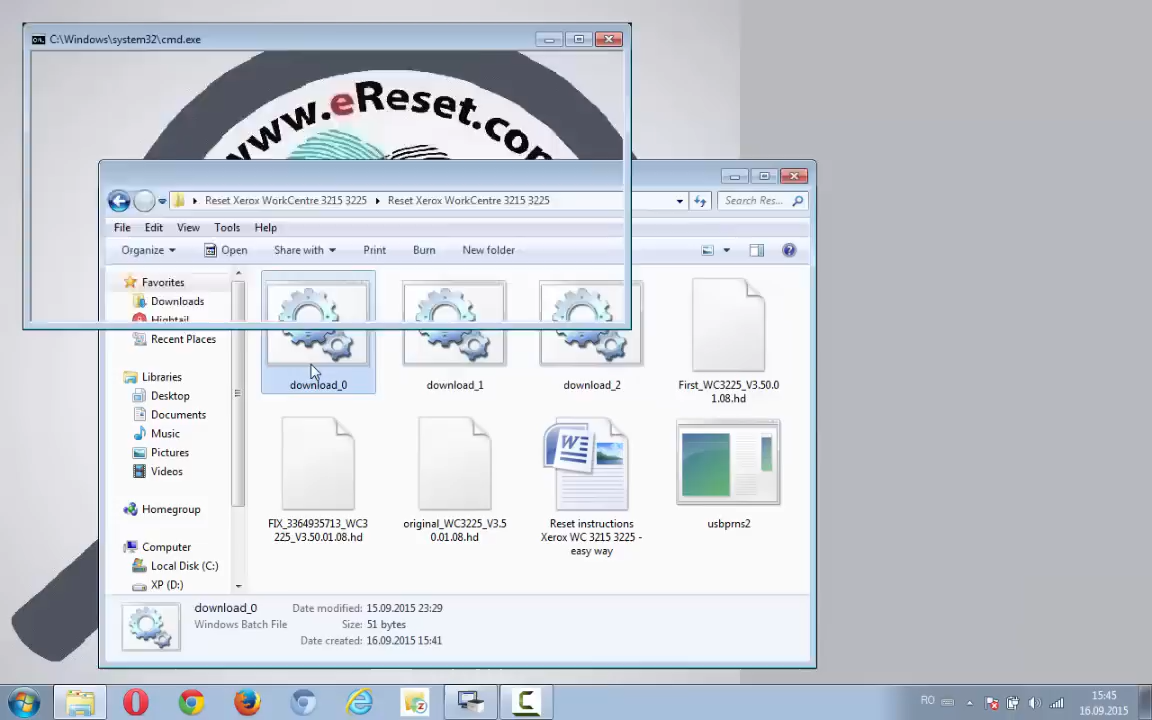 C:\Windows\system32\cmd.exe
www.eReset.com
Reset Xerox WorkCentre 3215 3225
Reset Xerox WorkCentre 3215 3225
Search Res...
File
Edit
View
Tools
Help
Organize
Open
Share with
Print
Burn
New folder
Favorites
Downloads
Hightail
Recent Places
Libraries
Desktop
Documents
Music
Pictures
Videos
Homegroup
Computer
Local Disk (C:)
XP (D:)
download_0
download_1
download_2
First_WC3225_V3.50.0
1.08.hd
FIX_3364935713_WC3
225_V3.50.01.08.hd
original_WC3225_V3.5
0.01.08.hd
Reset instructions
Xerox WC 3215 3225 -
easy way
usbprns2
download_0
Windows Batch File
Date modified: 15.09.2015 23:29
Size: 51 bytes
Date created: 16.09.2015 15:41
RO
15:45
16.09.2015